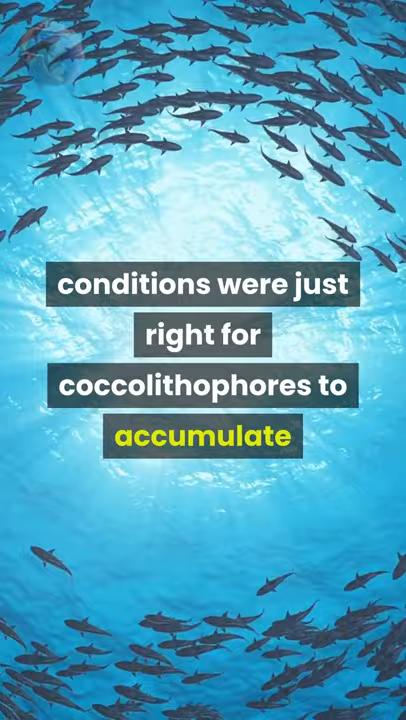 conditions were just
right for
coccolithophores to
accumulate